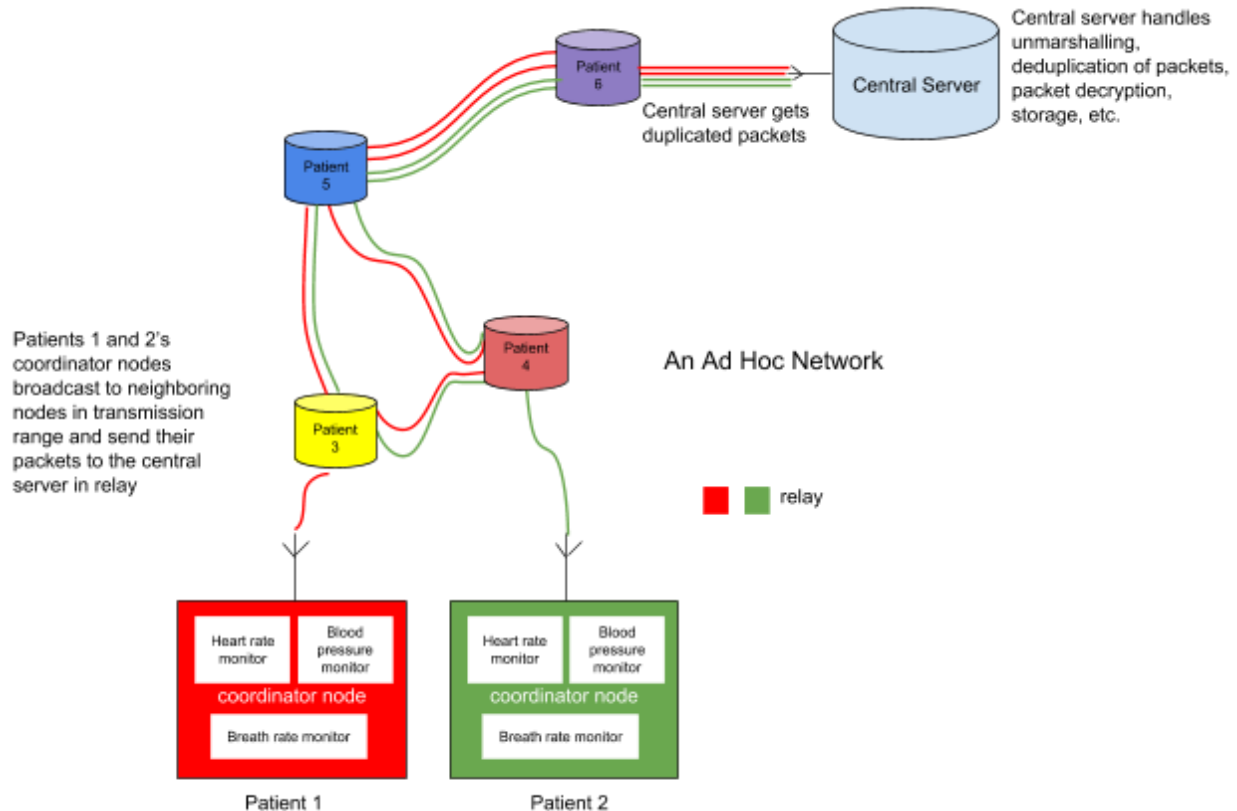 Patient
6
Central Server
Central server handles
unmarshalling,
deduplication of packets,
packet decryption,
storage, etc.
Central server gets
duplicated packets
Patient
5
Patients 1 and 2’s
coordinator nodes
broadcast to neighboring
nodes in transmission
range and send their
packets to the central
server in relay
Patient
4
An Ad Hoc Network
Patient
3
relay
Heart rate
monitor
Blood
pressure
monitor
coordinator node
Breath rate monitor
Patient 1
Heart rate
monitor
Blood
pressure
monitor
coordinator node
Breath rate monitor
Patient 2